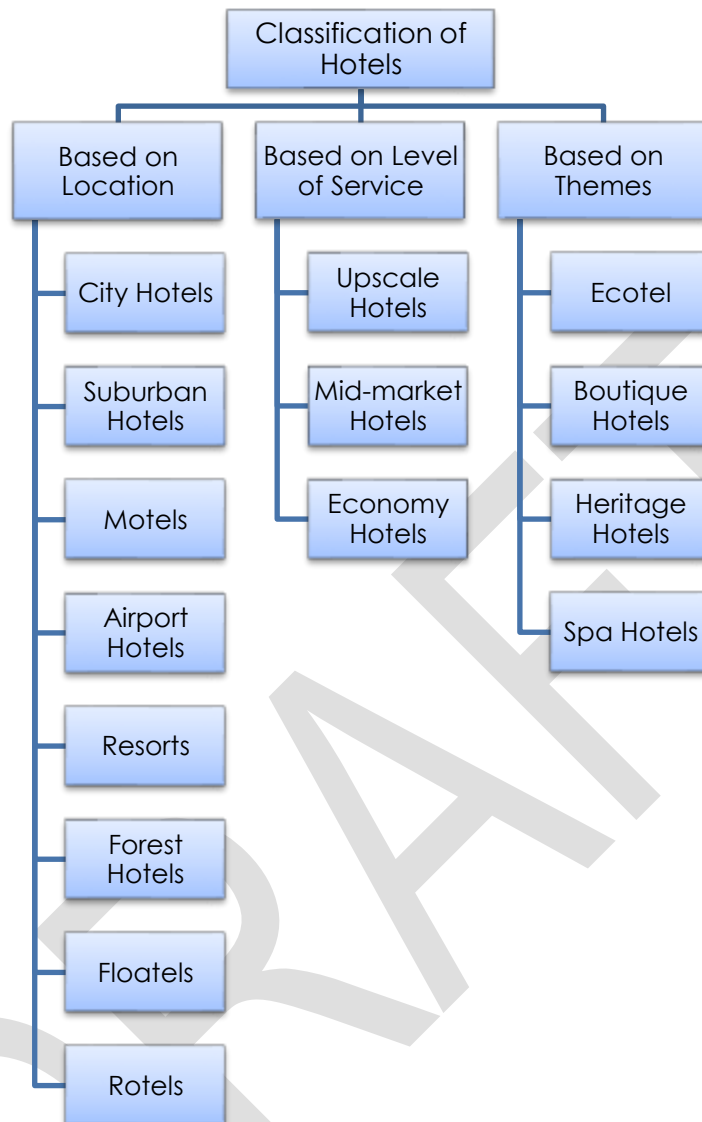 Classification of
Hotels
Based on
Location
City Hotels
Suburban
Hotels
Motels
Airport
Hotels
Resorts
Forest
Hotels
Floatels
Rotels
Based on Level
of Service
Upscale
Hotels
Mid-market
Hotels
Economy
Hotels
Based on
Themes
Ecotel
Boutique
Hotels
Heritage
Hotels
Spa Hotels
DRAFT